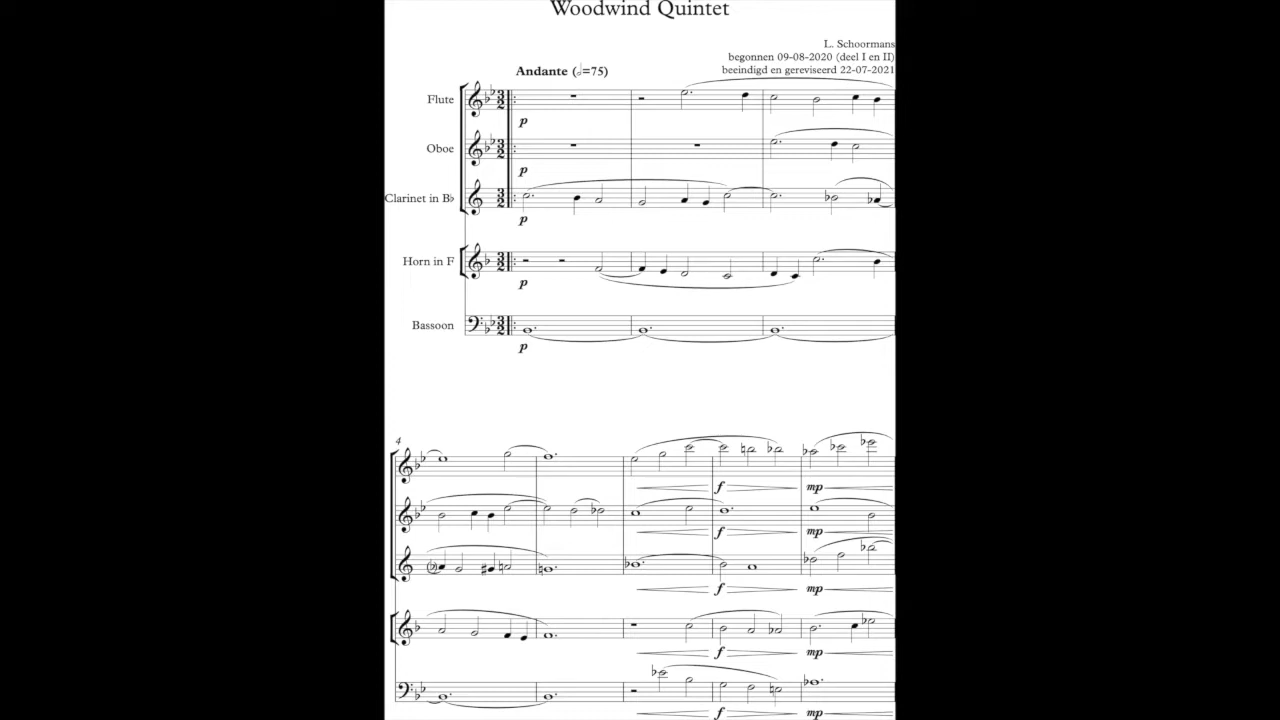 Woodwind Quintet
L. Schoormans
begonnen 09-08-2020 (deel I en II)
beeindigd en gereviseerd 22-07-2021
Andante (𝅗𝅥=75)
Flute
p
Oboe
p
Clarinet in B♭
p
Horn in F
p
Bassoon
p
4
f mp
f mp
f mp
f mp
f mp